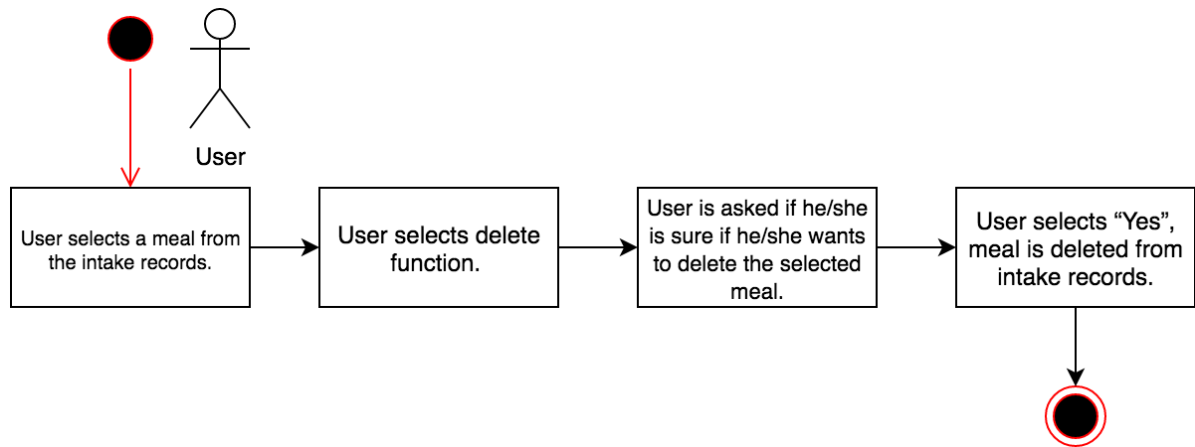 User
User selects a meal from
the intake records.
User selects delete
function.
User is asked if he/she
is sure if he/she wants
to delete the selected
meal.
User selects “Yes”,
meal is deleted from
intake records.